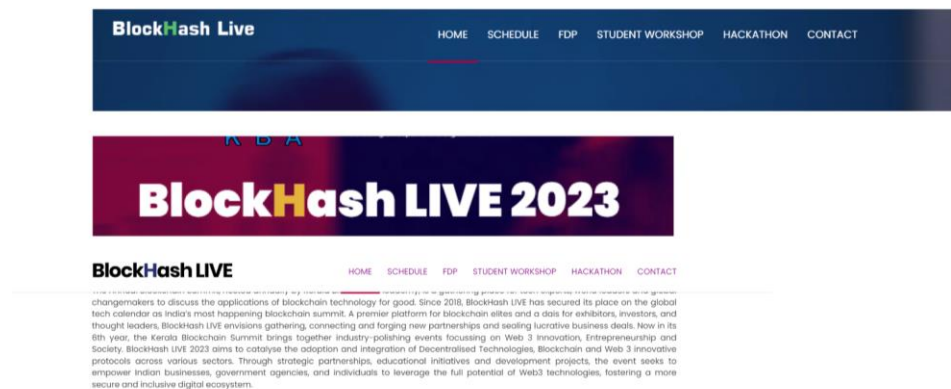 BlockHash Live
HOME SCHEDULE FDP STUDENT WORKSHOP HACKATHON CONTACT
K B A
BlockHash LIVE 2023
BlockHash LIVE
HOME SCHEDULE FDP STUDENT WORKSHOP HACKATHON CONTACT
changemakers to discuss the applications of blockchain technology for good. Since 2018, BlockHash LIVE has secured its place on the global
tech calendar as India's most happening blockchain summit. A premier platform for blockchain elites and a dais for exhibitors, investors, and
thought leaders, BlockHash LIVE envisions gathering, connecting and forging new partnerships and sealing lucrative business deals. Now in its
6th year, the Kerala Blockchain Summit brings together industry-polishing events focussing on Web 3 Innovation, Entrepreneurship and
Society. BlockHash LIVE 2023 aims to catalyse the adoption and integration of Decentralised Technologies, Blockchain and Web 3 innovative
protocols across various sectors. Through strategic partnerships, educational initiatives and development projects, the event seeks to
empower Indian businesses, government agencies, and individuals to leverage the full potential of Web3 technologies, fostering a more
secure and inclusive digital ecosystem.